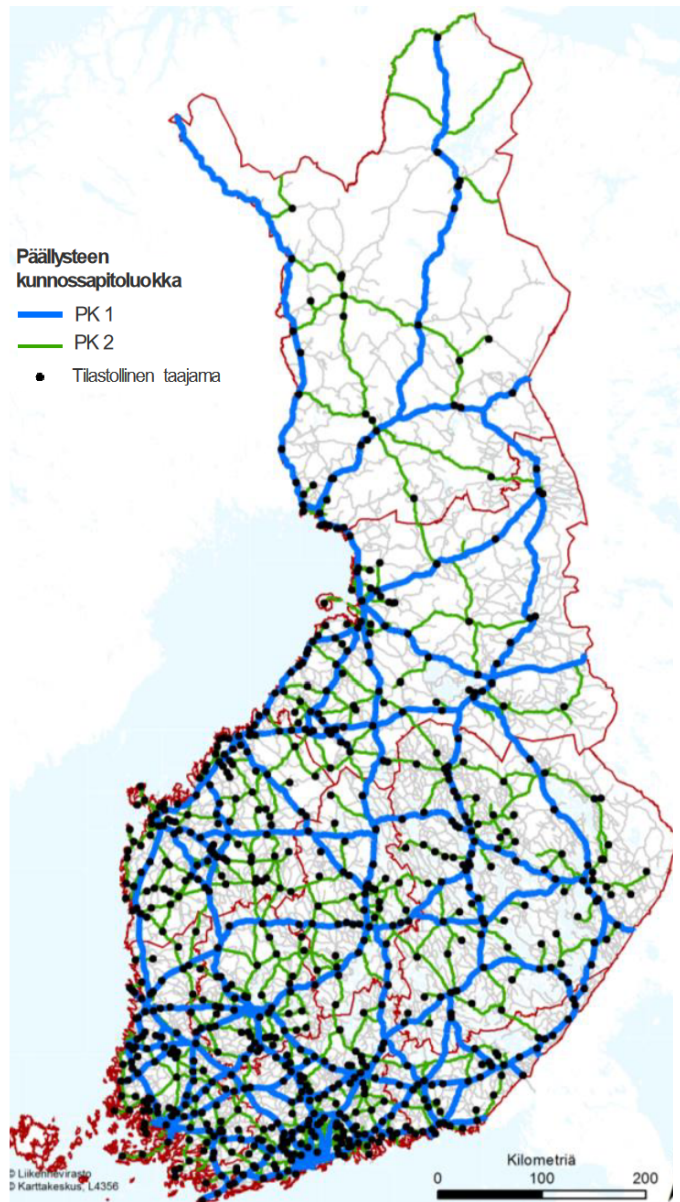 Päällysteen
kunnossapitoluokka
PK 1
PK 2
Tilastollinen taajama
Kilometriä
0 100 200
© Liikennevirasto
© Karttakeskus, L4356